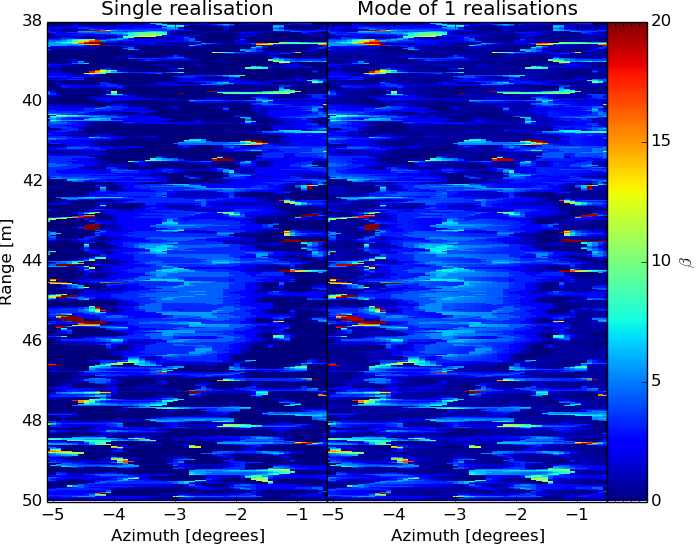 Single realisation
Mode of 1 realisations
38
40
42
44
46
48
50
Range [m]
−5 −4 −3 −2 −1
−5 −4 −3 −2 −1
Azimuth [degrees]
Azimuth [degrees]
20
15
10
5
0
β